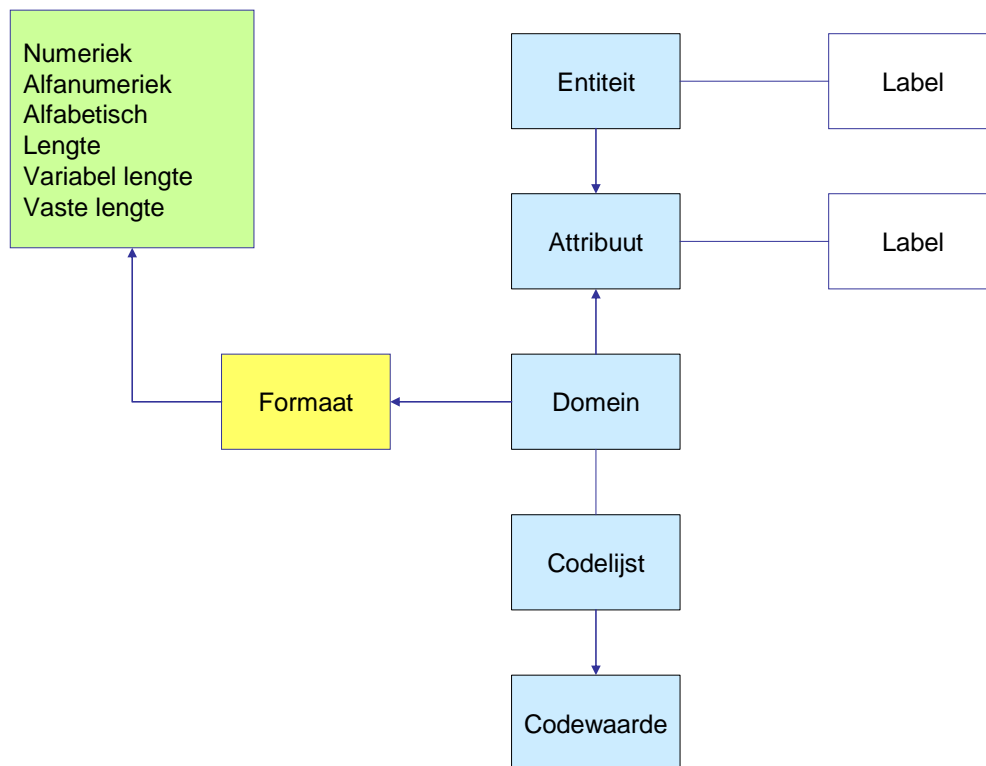 Numeriek
Alfanumeriek
Alfabetisch
Lengte
Variabel lengte
Vaste lengte
Entiteit
Label
Attribuut
Label
Formaat
Domein
Codelijst
Codewaarde